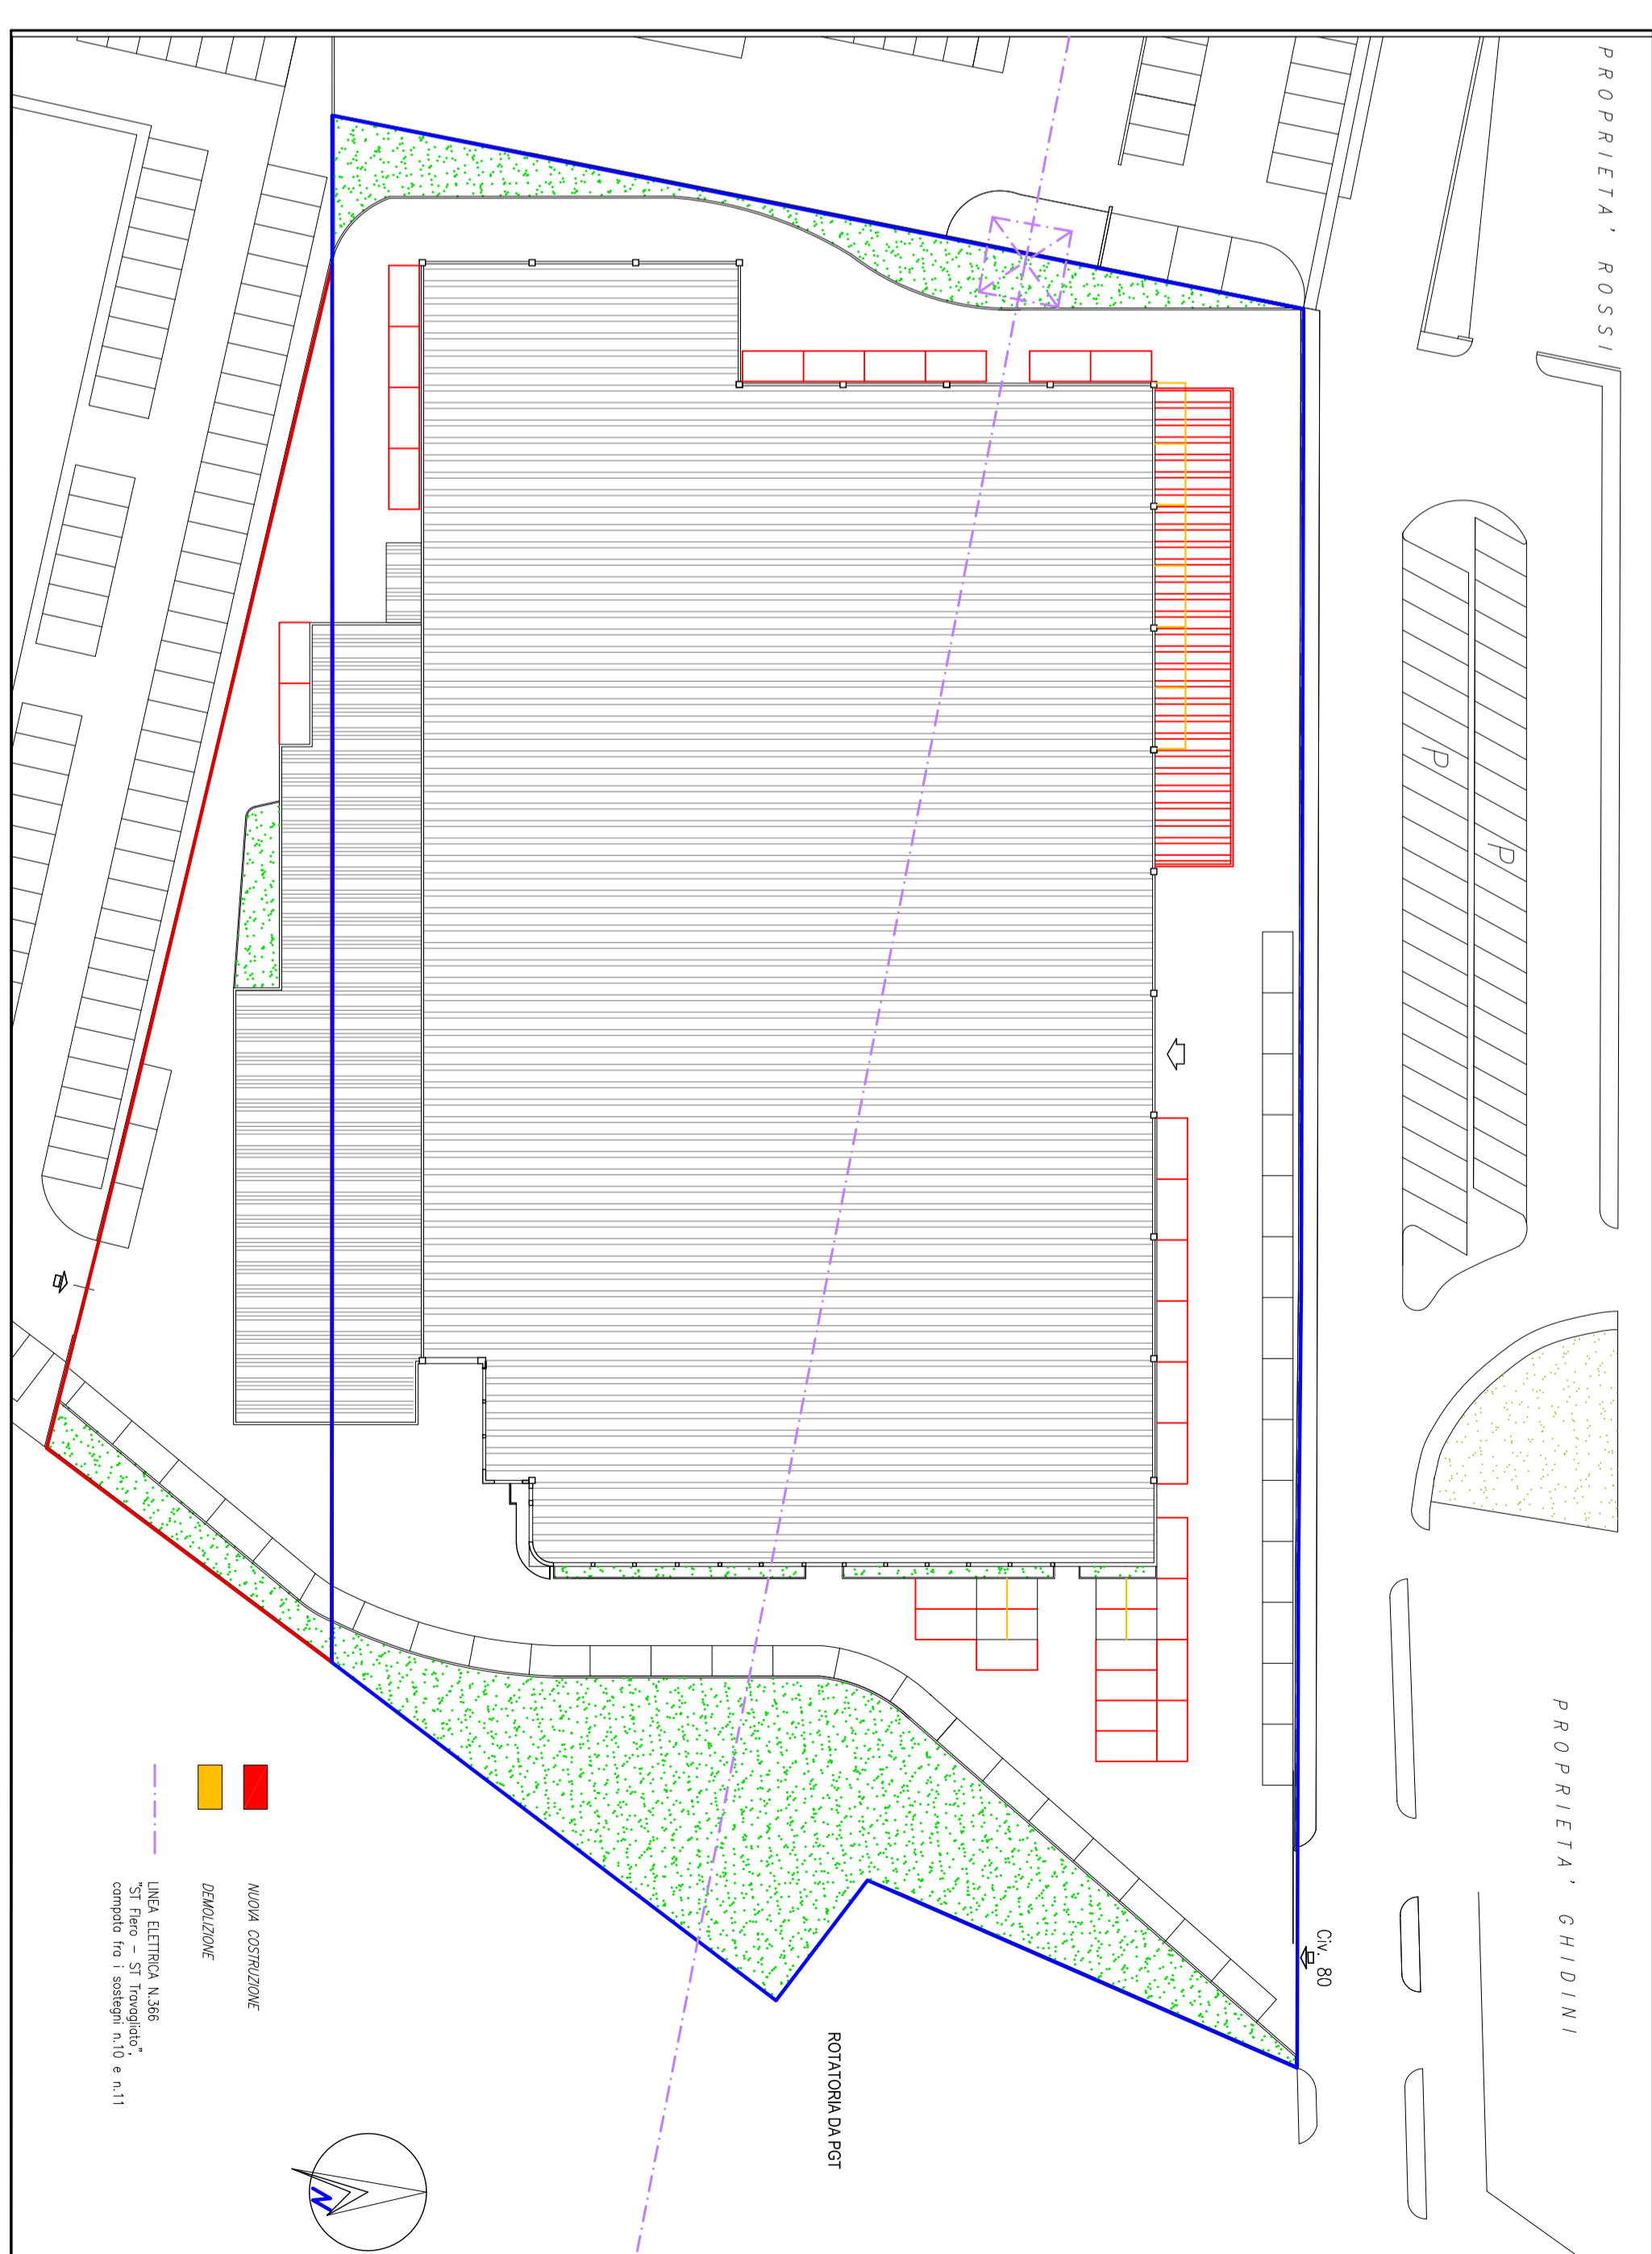 PROPRIETA' ROSSI
P
P
PROPRIETA' GHIDINI
Civ. 80
ROTATORIA DA PGT
NUOVA COSTRUZIONE
DEMOLIZIONE
LINEA ELETTRICA N.366
"ST Flero – ST Travagliato",
campata fra i sostegni n.10 e n.11
N